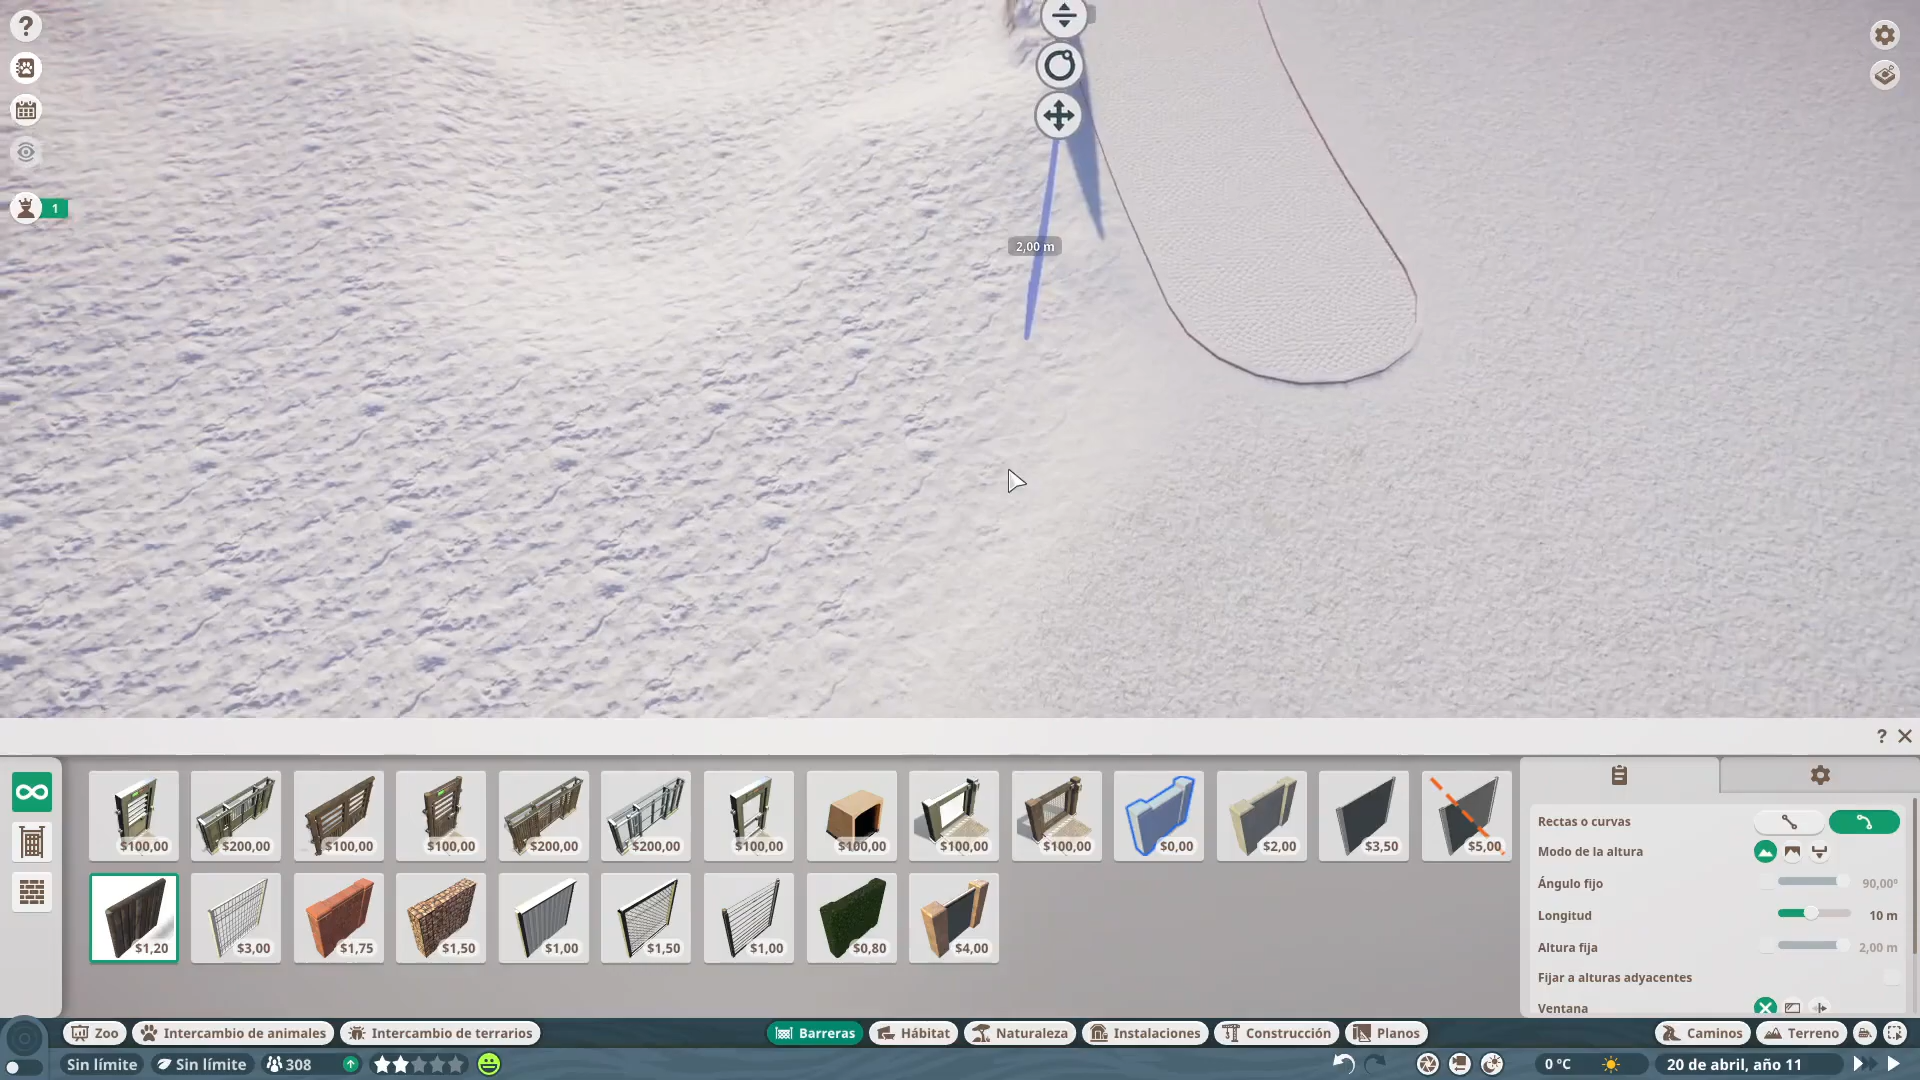 1
2,00 m
?
?
$100,00
$200,00
$100,00
$100,00
$200,00
$200,00
$100,00
$100,00
$100,00
$100,00
$0,00
$2,00
$3,50
$5,00
$1,20
$3,00
$1,75
$1,50
$1,00
$1,50
$1,00
$0,80
$4,00
Rectas o curvas
Modo de la altura
Ángulo fijo 90,00°
Longitud 10 m
Altura fija 2,00 m
Fijar a alturas adyacentes
Ventana
Zoo Intercambio de animales Intercambio de terrarios Barreras Hábitat Naturaleza Instalaciones Construcción Planos Caminos Terreno
Sin límite Sin límite 308 0 °C 20 de abril, año 11